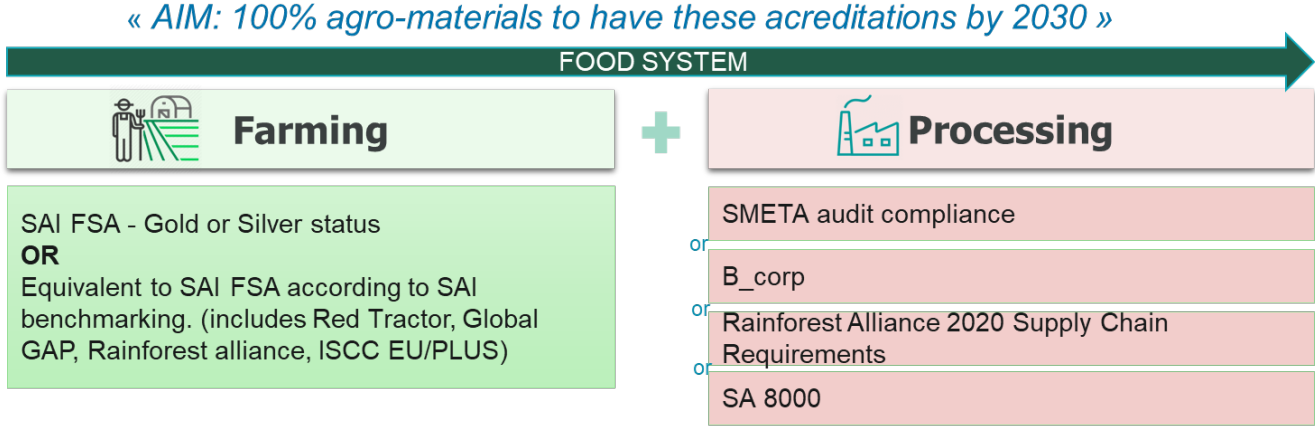 « AIM: 100% agro-materials to have these acreditations by 2030 »
FOOD SYSTEM
Farming
Processing
SAI FSA - Gold or Silver status
OR
Equivalent to SAI FSA according to SAI
benchmarking. (includes Red Tractor, Global
GAP, Rainforest alliance, ISCC EU/PLUS)
SMETA audit compliance
or
B_corp
or
Rainforest Alliance 2020 Supply Chain
Requirements
or
SA 8000